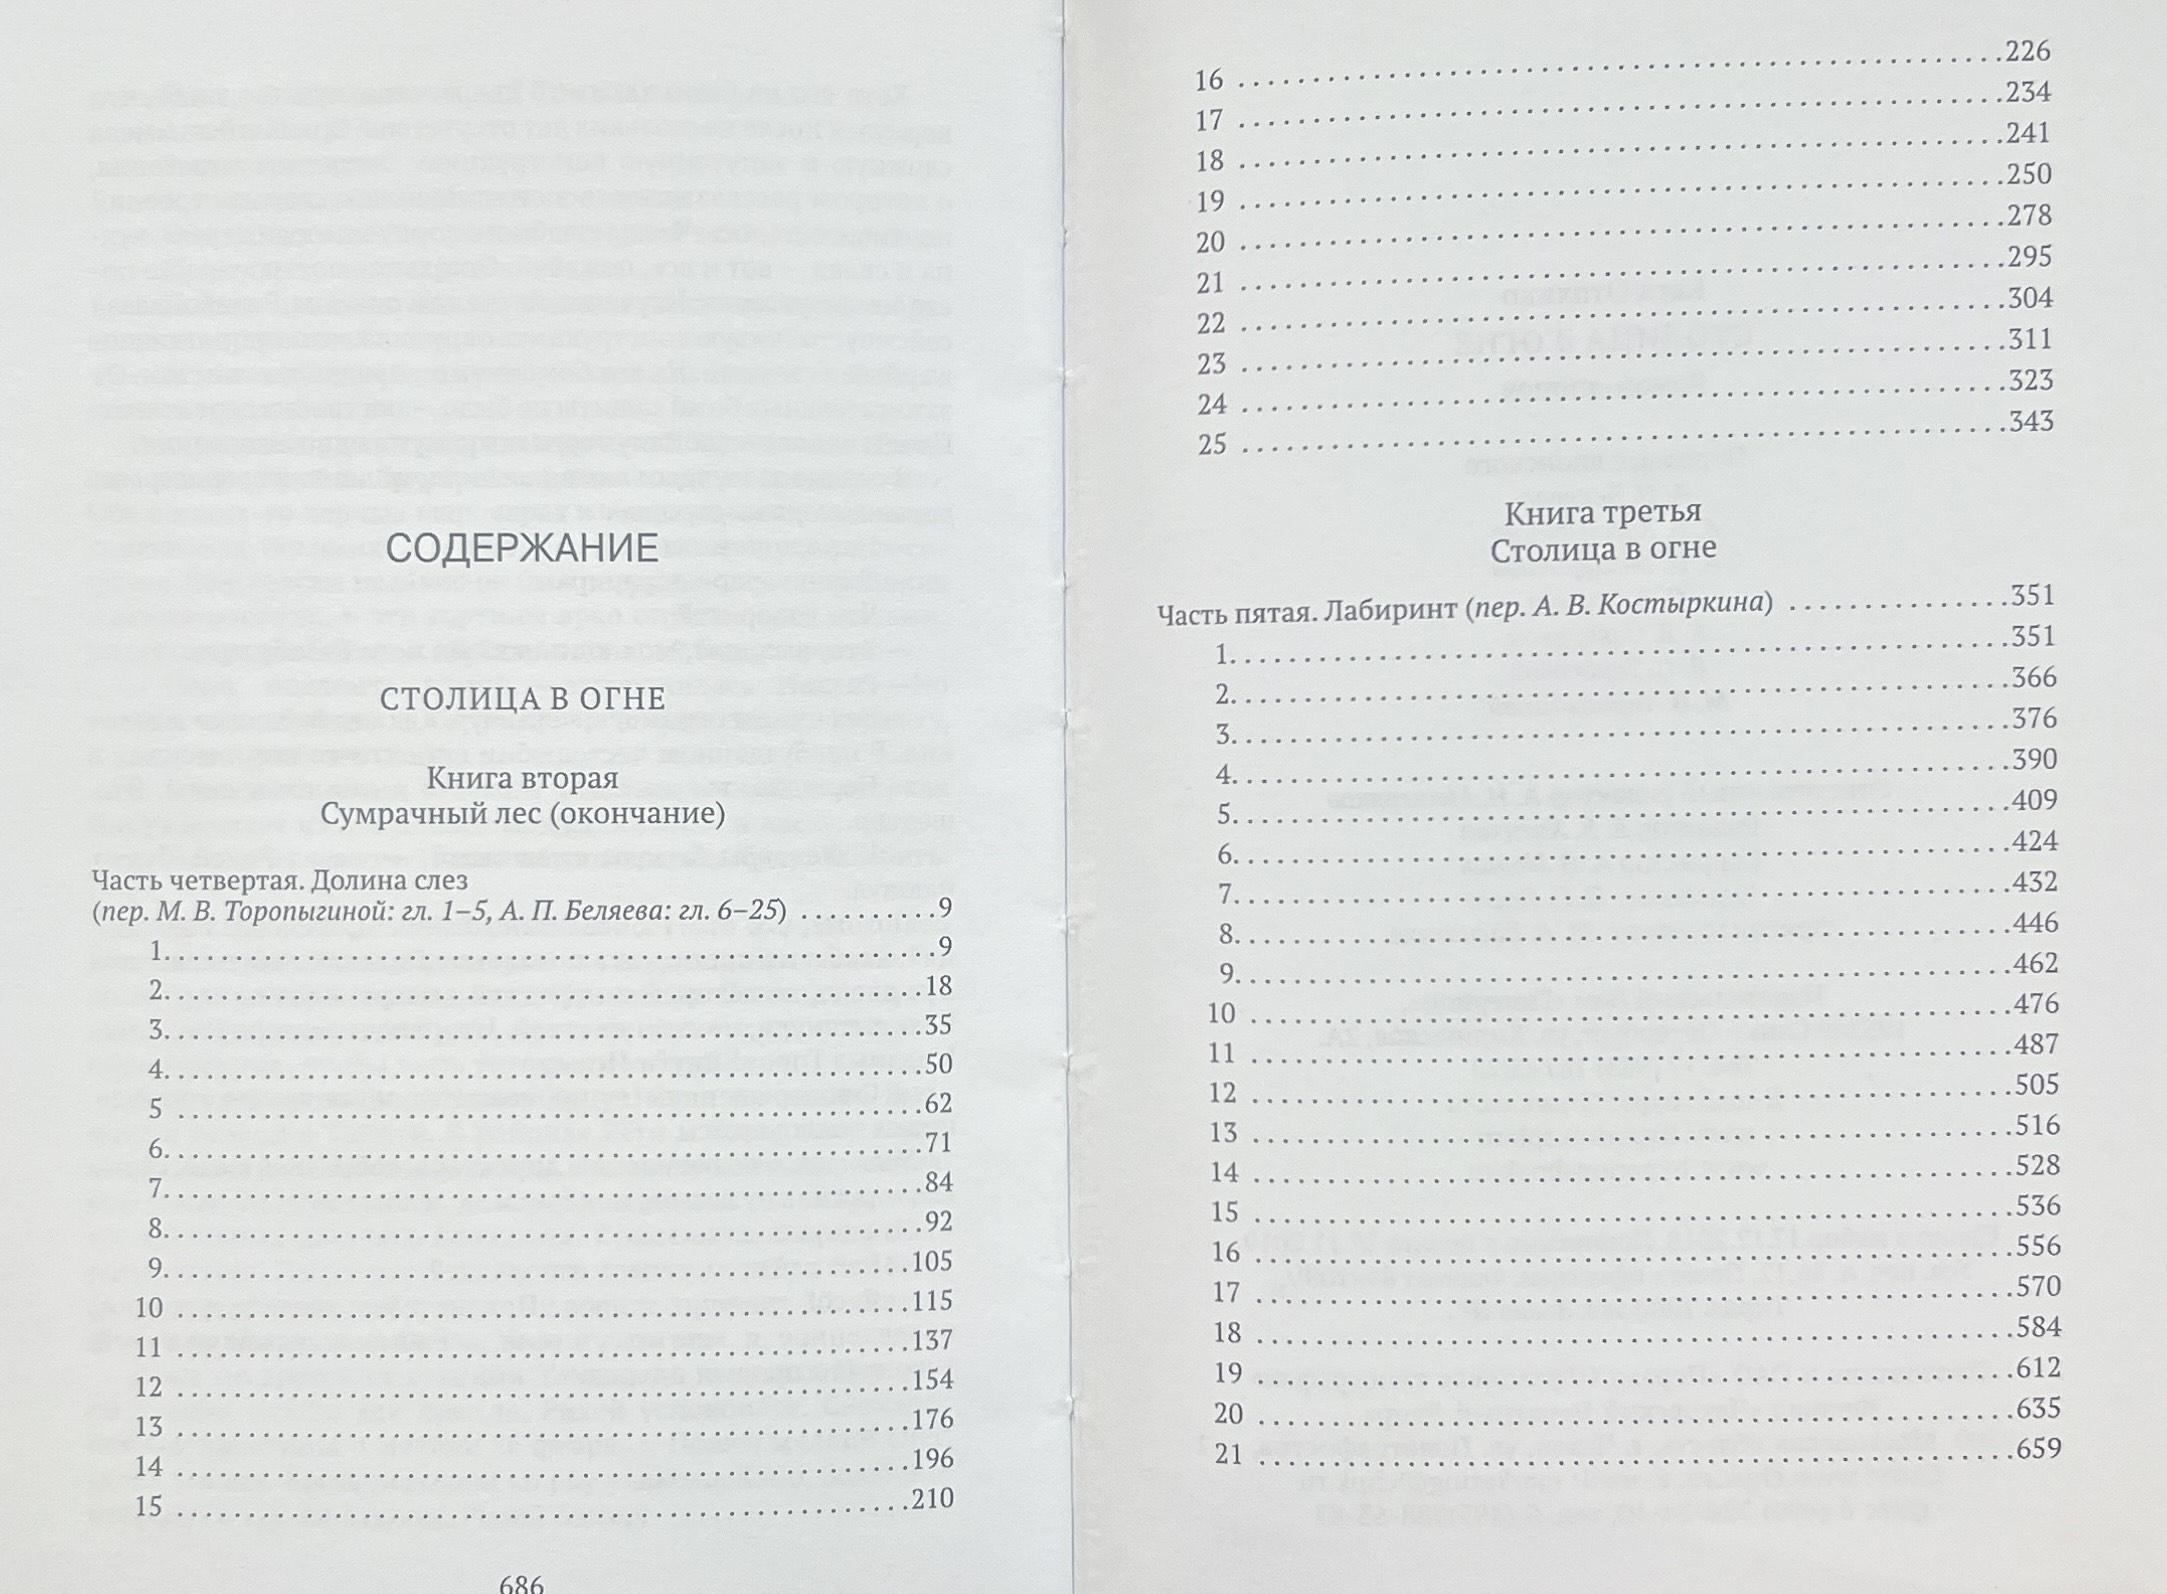 СОДЕРЖАНИЕ
СТОЛИЦА В ОГНЕ
Книга вторая
Сумрачный лес (окончание)
Часть четвертая. Долина слез
(пер. М. В. Торопыгиной: гл. 1–5, А. П. Беляева: гл. 6–25) . . . . . . . . . . 9
1. . . . . . . . . . 9
2. . . . . . . . . . 18
3. . . . . . . . . . 35
4. . . . . . . . . . 50
5 . . . . . . . . . . 62
6. . . . . . . . . . 71
7. . . . . . . . . . 84
8. . . . . . . . . . 92
9. . . . . . . . . . 105
10 . . . . . . . . . . 115
11 . . . . . . . . . . 137
12 . . . . . . . . . . 154
13 . . . . . . . . . . 176
14 . . . . . . . . . . 196
15 . . . . . . . . . . 210
686
16 . . . . . . . . . . 226
17 . . . . . . . . . . 234
18 . . . . . . . . . . 241
19 . . . . . . . . . . 250
20 . . . . . . . . . . 278
21 . . . . . . . . . . 295
22 . . . . . . . . . . 304
23 . . . . . . . . . . 311
24 . . . . . . . . . . 323
25 . . . . . . . . . . 343
Книга третья
Столица в огне
Часть пятая. Лабиринт (пер. А. В. Костыркина) . . . . . . . . . . 351
1. . . . . . . . . . 351
2. . . . . . . . . . 366
3. . . . . . . . . . 376
4. . . . . . . . . . 390
5. . . . . . . . . . 409
6. . . . . . . . . . 424
7. . . . . . . . . . 432
8. . . . . . . . . . 446
9. . . . . . . . . . 462
10 . . . . . . . . . . 476
11 . . . . . . . . . . 487
12 . . . . . . . . . . 505
13 . . . . . . . . . . 516
14 . . . . . . . . . . 528
15 . . . . . . . . . . 536
16 . . . . . . . . . . 556
17 . . . . . . . . . . 570
18 . . . . . . . . . . 584
19 . . . . . . . . . . 612
20 . . . . . . . . . . 635
21 . . . . . . . . . . 659